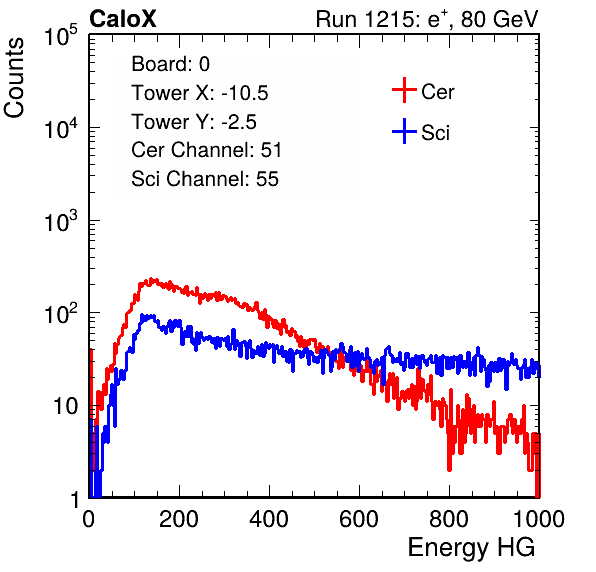 CaloX Run 1215: e⁺, 80 GeV
Counts
Board: 0
Tower X: -10.5
Tower Y: -2.5
Cer Channel: 51
Sci Channel: 55
Cer
Sci
10⁵
10⁴
10³
10²
10
1
0 200 400 600 800 1000
Energy HG